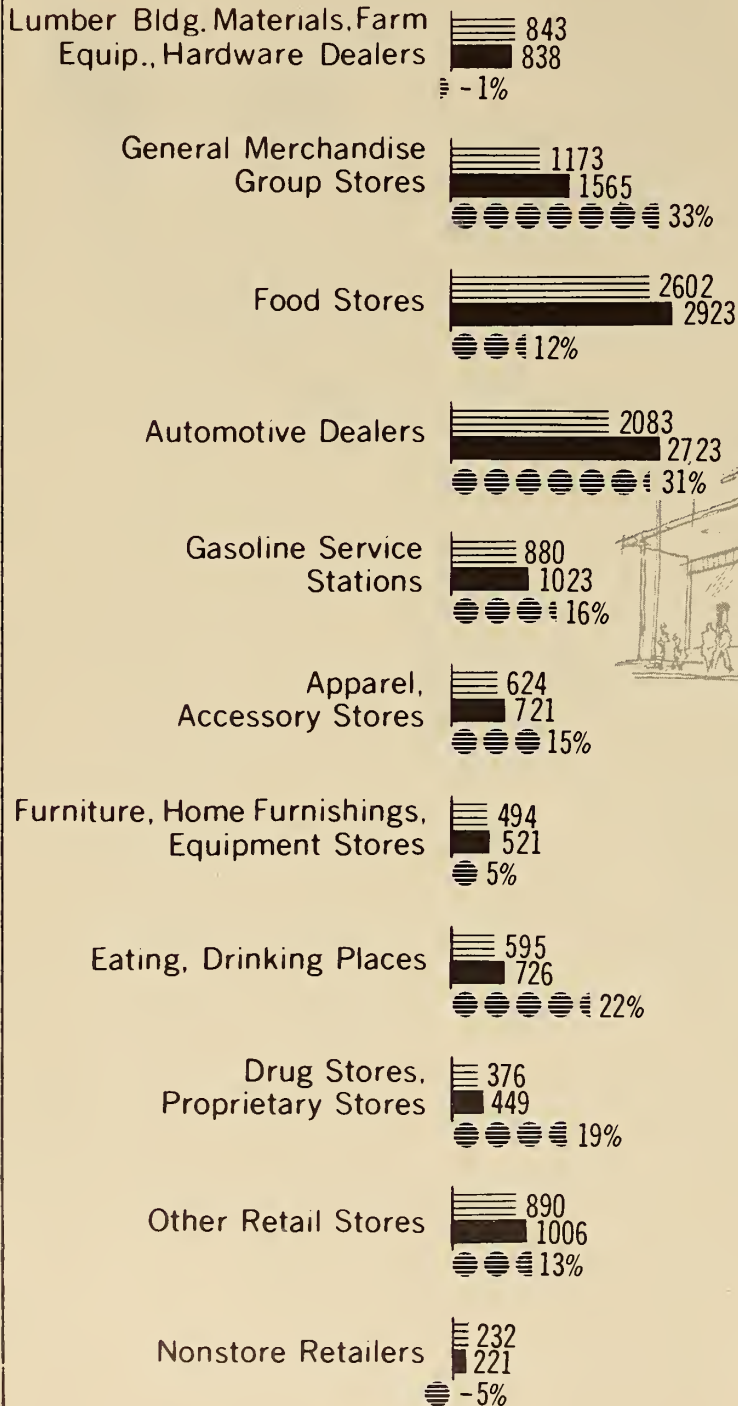 Lumber Bldg. Materials, Farm
Equip., Hardware Dealers
843
838
-1%
General Merchandise
Group Stores
1173
1565
33%
Food Stores
2602
2923
12%
Automotive Dealers
2083
2723
31%
Gasoline Service
Stations
880
1023
16%
Apparel,
Accessory Stores
624
721
15%
Furniture, Home Furnishings,
Equipment Stores
494
521
5%
Eating, Drinking Places
595
726
22%
Drug Stores,
Proprietary Stores
376
449
19%
Other Retail Stores
890
1006
13%
Nonstore Retailers
232
221
-5%